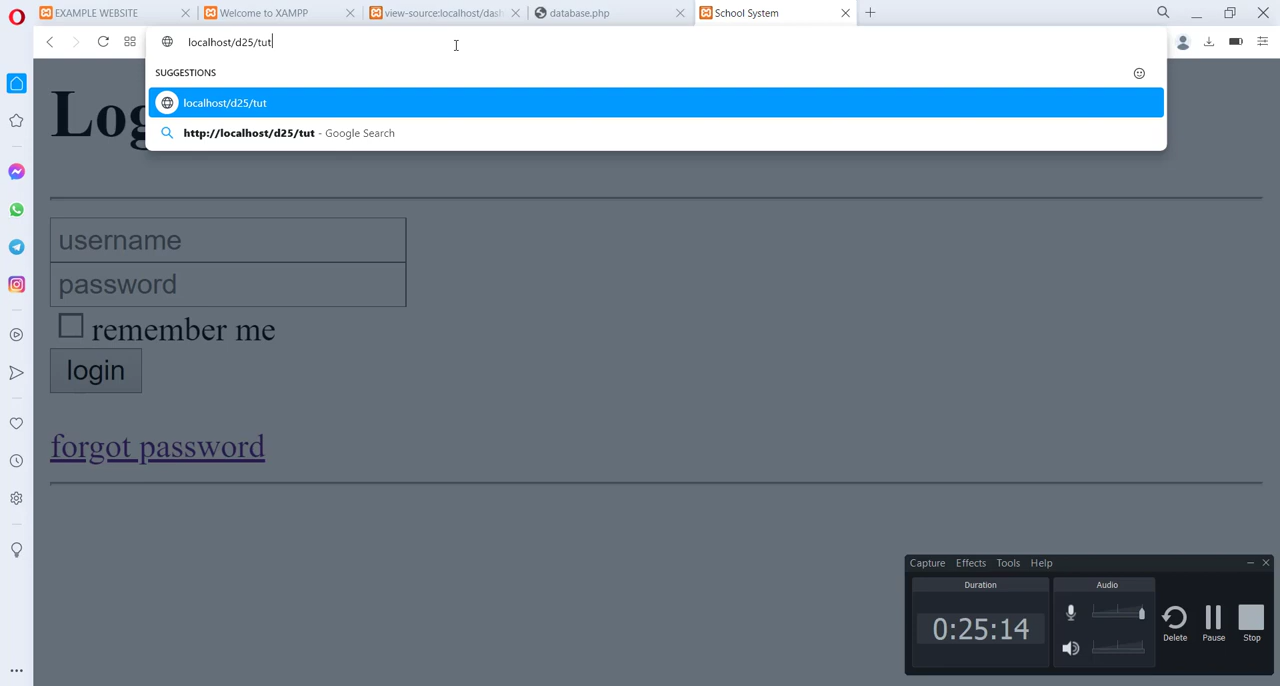 EXAMPLE WEBSITE
Welcome to XAMPP
view-source:localhost/dash
database.php
School System
localhost/d25/tut
SUGGESTIONS
localhost/d25/tut
http://localhost/d25/tut - Google Search
Log
username
password
remember me
login
forgot password
Capture Effects Tools Help
Duration
Audio
0:25:14
Delete
Pause
Stop